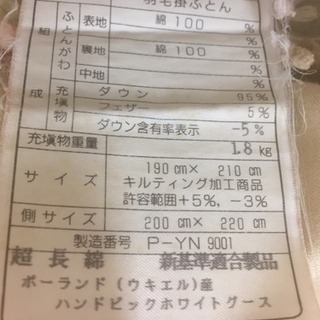 羽毛掛ふとん
組成 ふとんがわ 表地 綿 100 %
%
裏地 綿 100 %
%
中地 %
充塡物 ダウン 95%
フェザー 5%
ダウン含有率表示 -5%
充塡物重量 1.8 kg
サイズ 190 cm× 210 cm
キルティング加工商品
許容範囲+5%, -3%
側サイズ 200 cm× 220 cm
製造番号 P-YN 9001
超長綿 新基準適合製品
ポーランド (ウキエル)産
ハンドピックホワイトグース